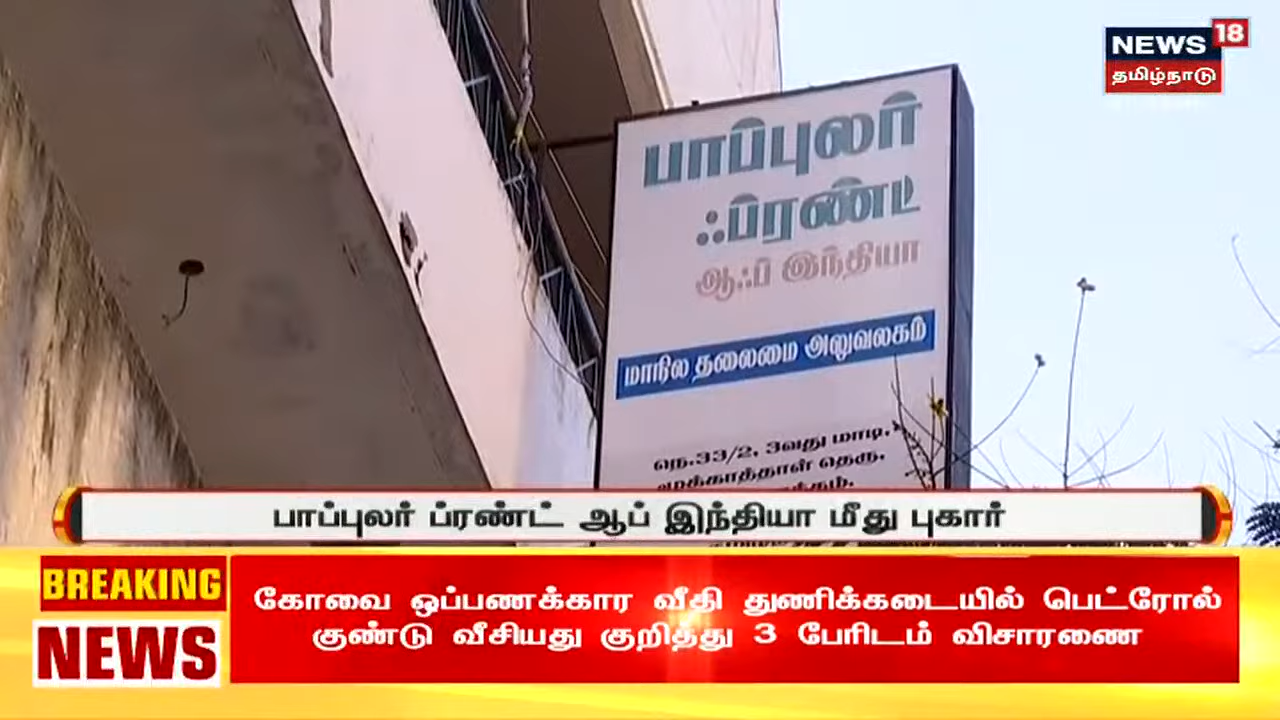 NEWS 18
தமிழ்நாடு
பாப்புலர்
ஃப்ரண்ட்
ஆஃப் இந்தியா
மாநில தலைமை அலுவலகம்
நெ.33/2, 3வது மாடி,
தெரு,
பாப்புலர் ப்ரண்ட் ஆப் இந்தியா மீது புகார்
BREAKING
NEWS
கோவை ஒப்பணக்கார வீதி துணிக்கடையில் பெட்ரோல்
குண்டு வீசியது குறித்து 3 பேரிடம் விசாரணை